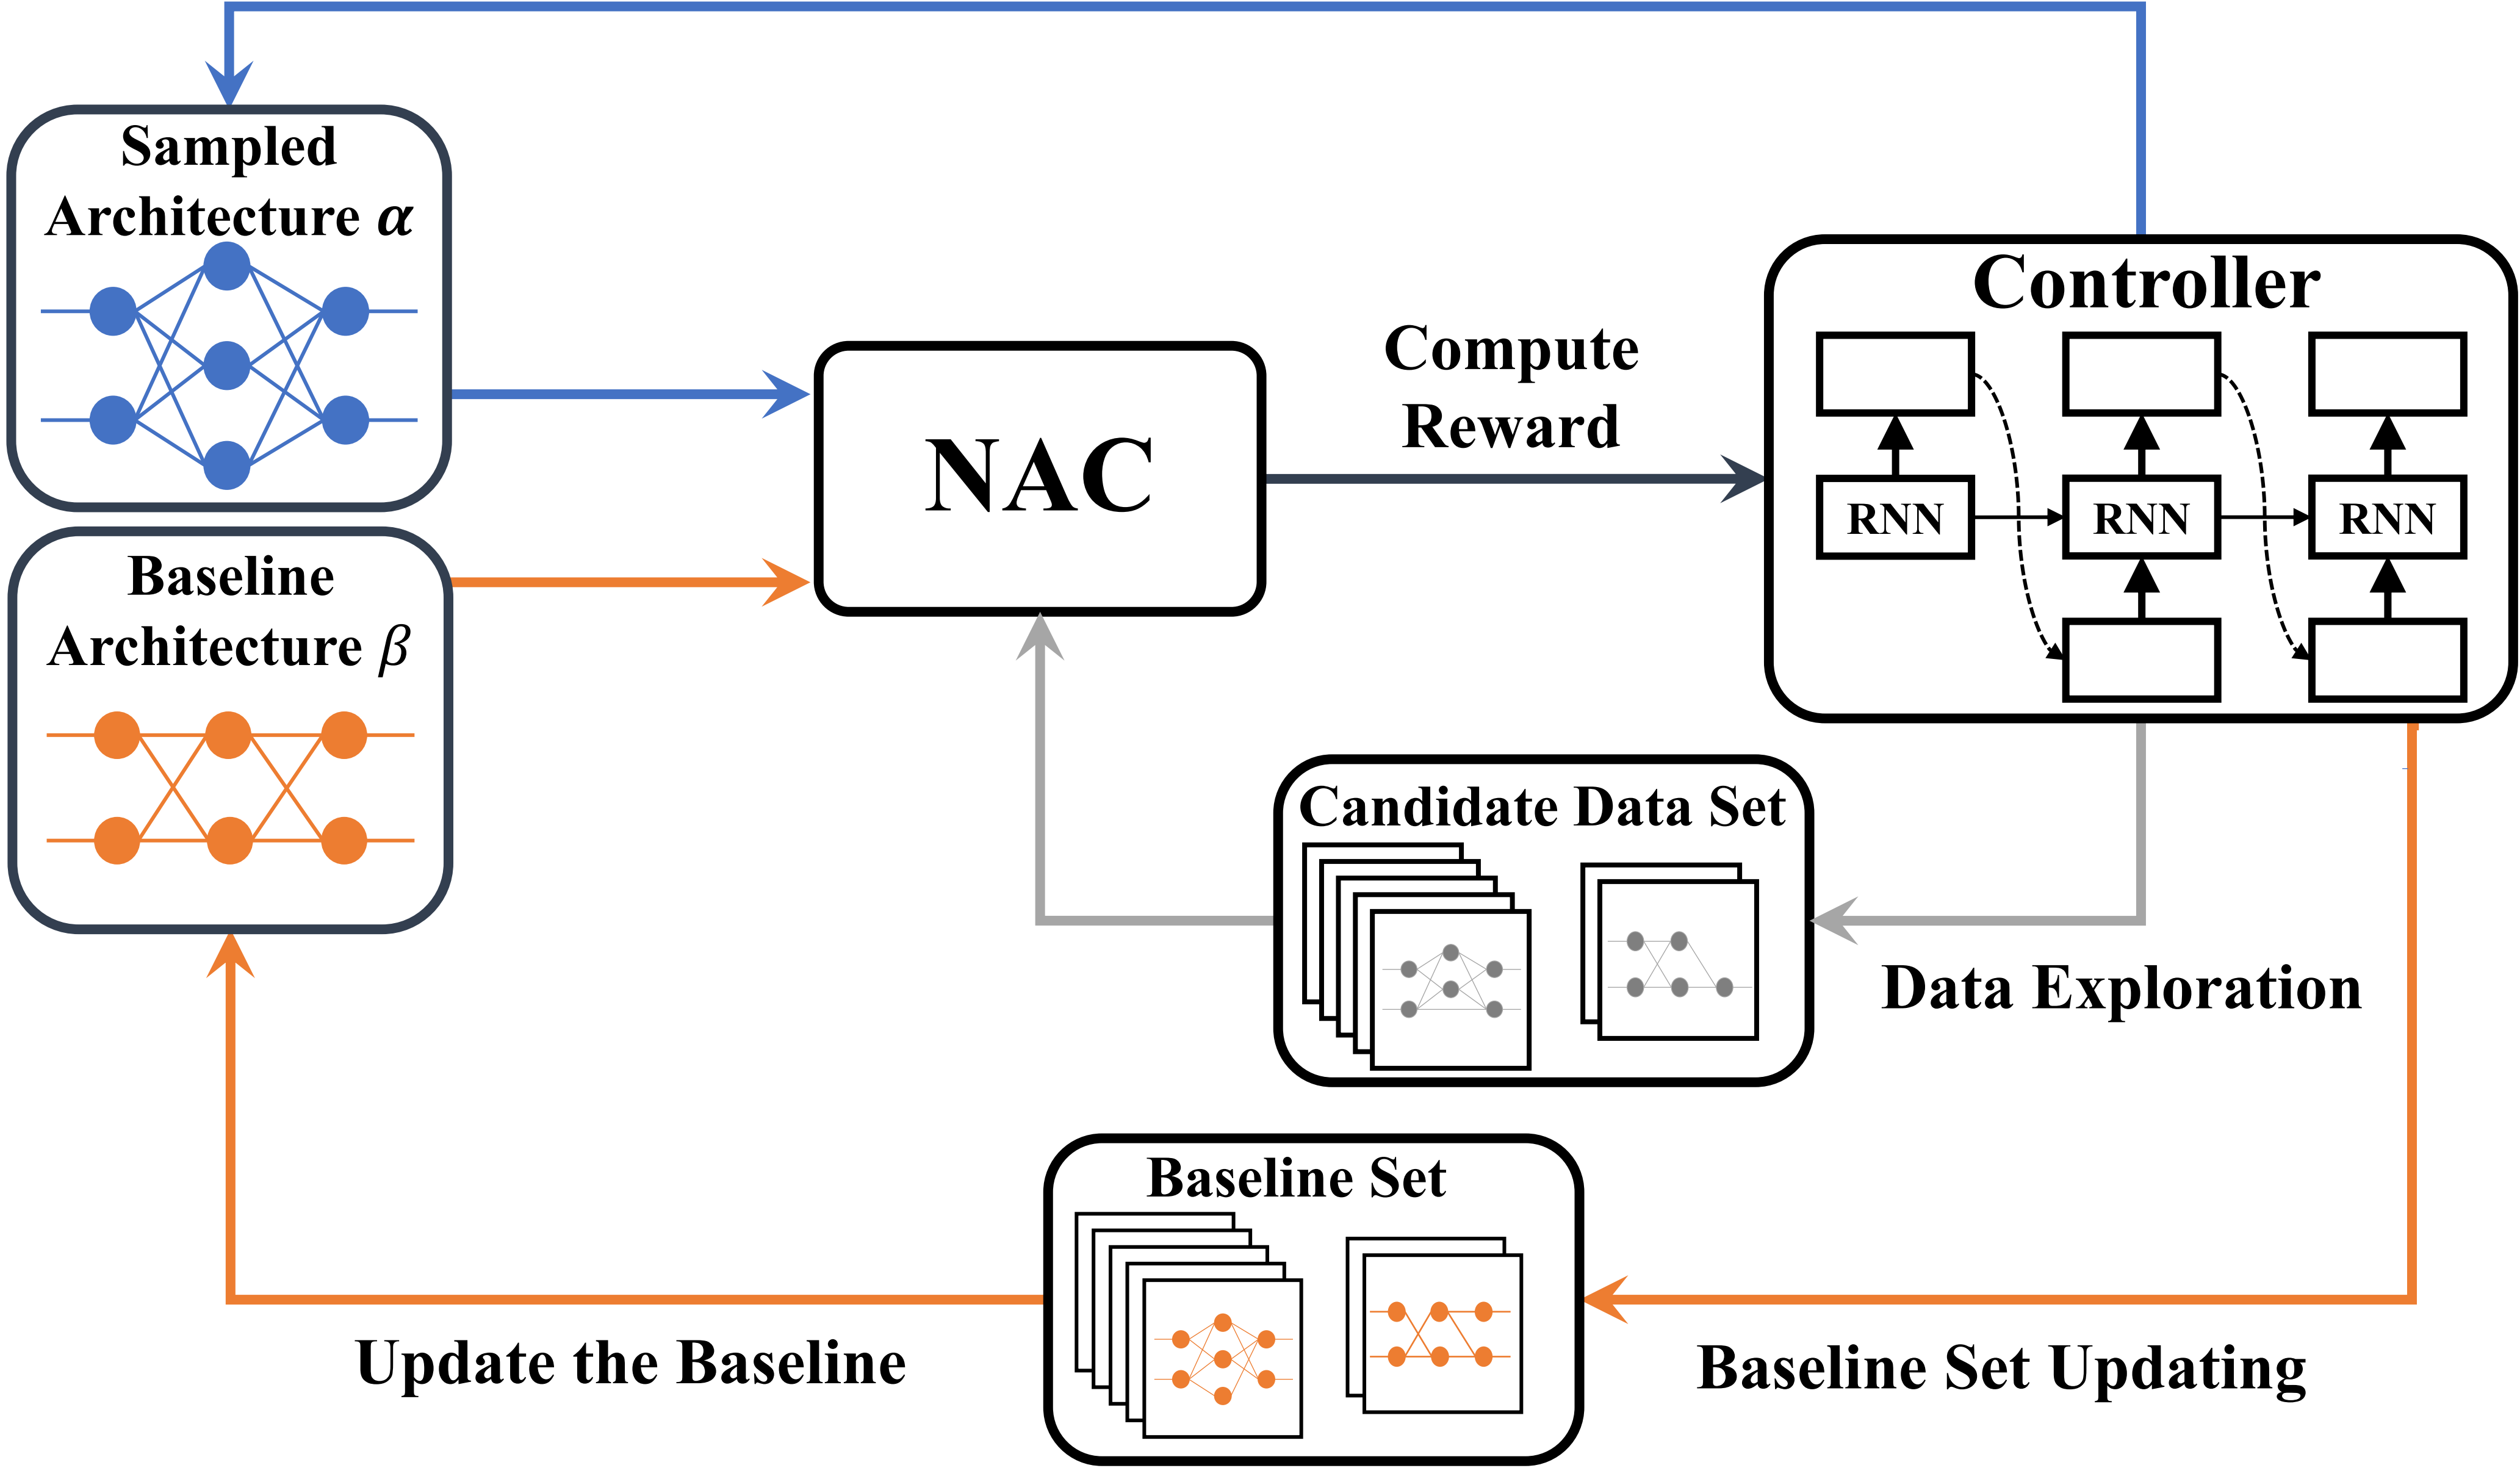 Sampled
Architecture α
Baseline
Architecture β
NAC
Compute
Reward
Controller
RNN
RNN
RNN
Candidate Data Set
Data Exploration
Baseline Set
Update the Baseline
Baseline Set Updating